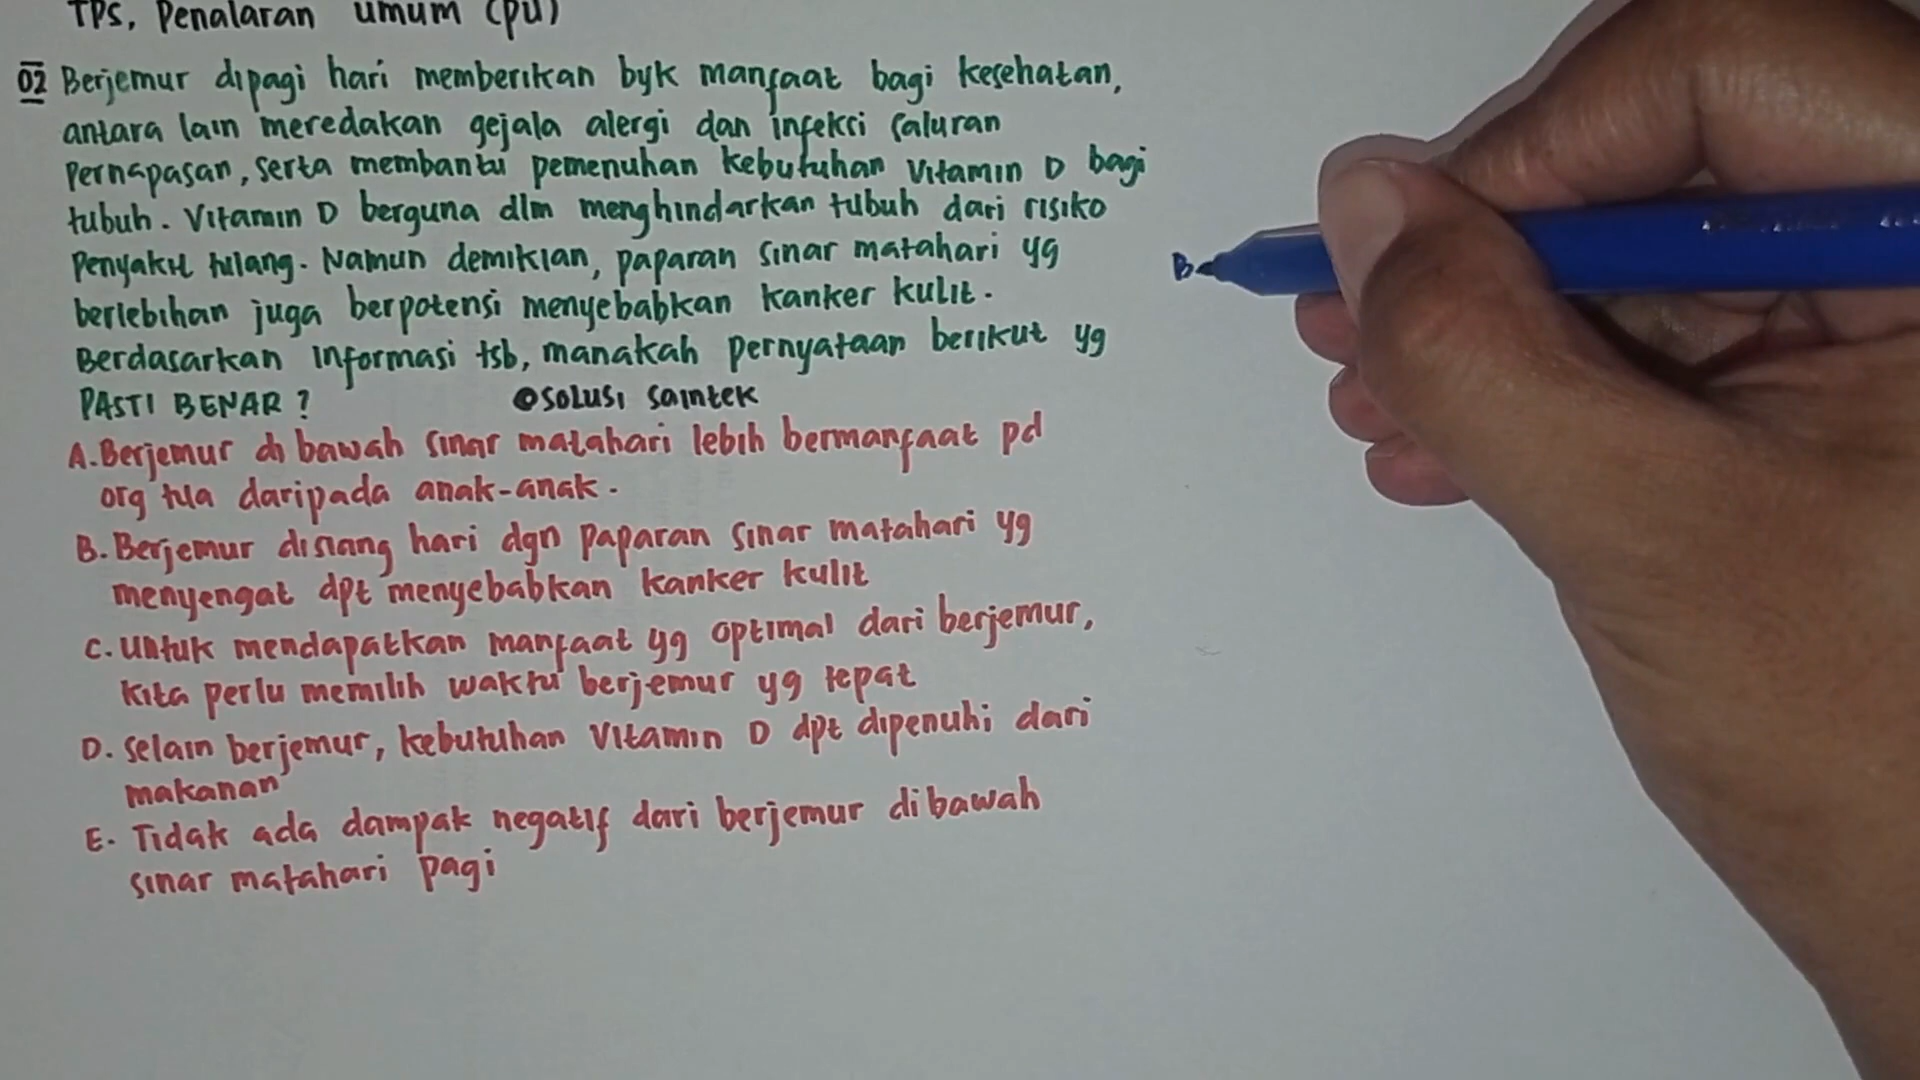 TPS, Penalaran umum (PU)
02 Berjemur dipagi hari memberikan byk manfaat bagi kesehatan,
antara lain meredakan gejala alergi dan infeksi saluran
Pernapasan, serta membantu pemenuhan kebutuhan Vitamin D bagi
tubuh. Vitamin D berguna dlm menghindarkan tubuh dari risiko
Penyakit tulang. Namun demikian, paparan sinar matahari yg
berlebihan juga berpotensi menyebabkan kanker kulit.
Berdasarkan informasi tsb, manakah pernyataan berikut yg
PASTI BENAR?
@SOLUSI Saintek
A. Berjemur di bawah sinar matahari lebih bermanfaat pd
org tua daripada anak-anak.
B. Berjemur disiang hari dgn paparan sinar matahari yg
menyengat dpt menyebabkan kanker kulit
C. Untuk mendapatkan manfaat yg optimal dari berjemur,
kita perlu memilih waktu berjemur yg tepat
D. selain berjemur, kebutuhan Vitamin D dpt dipenuhi dari
makanan
E. Tidak ada dampak negatif dari berjemur dibawah
sinar matahari pagi
B